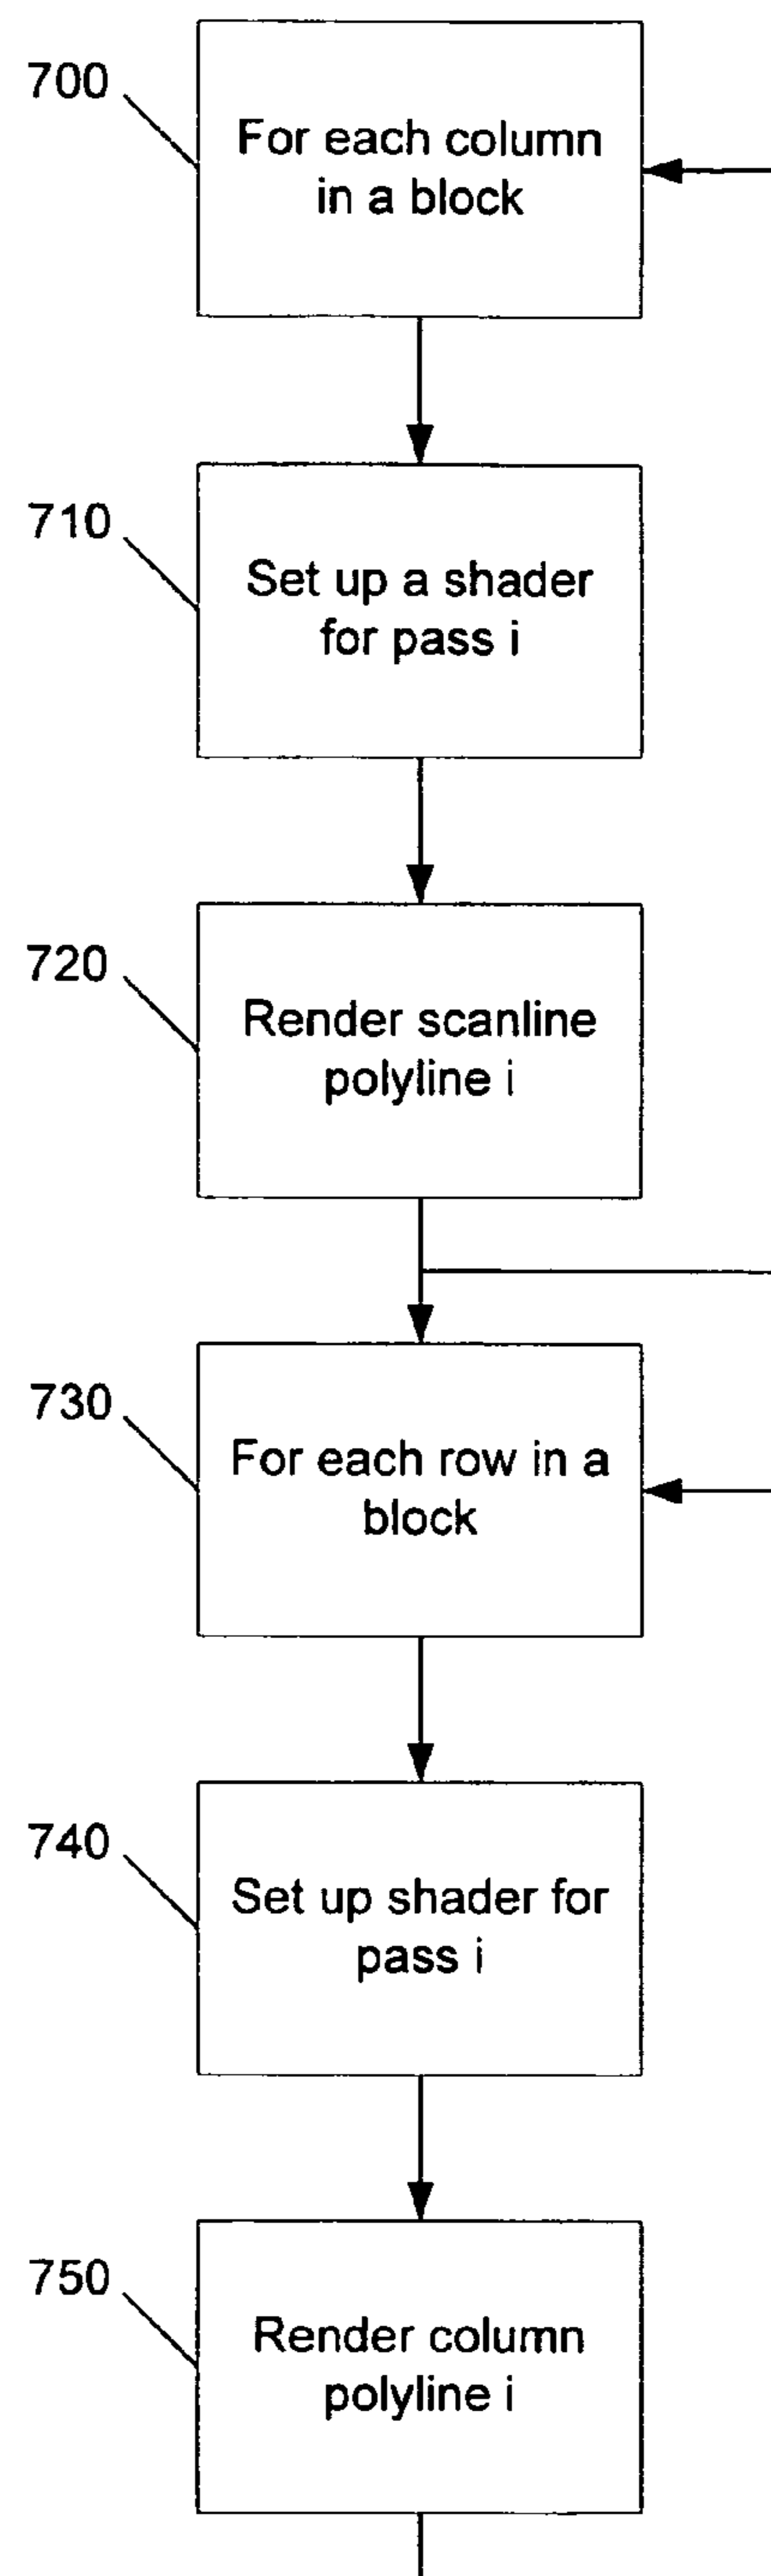 700
For each column
in a block
710
Set up a shader
for pass i
720
Render scanline
polyline i
730
For each row in a
block
740
Set up shader for
pass i
750
Render column
polyline i